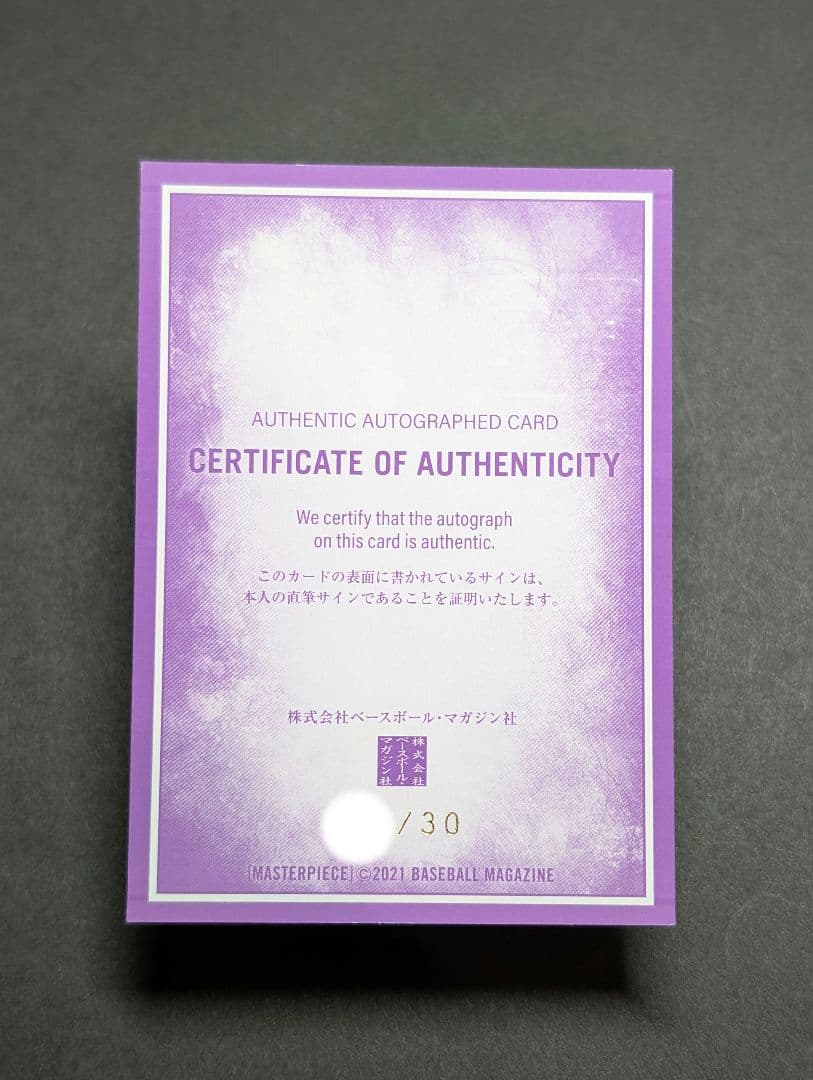 AUTHENTIC AUTOGRAPHED CARD
CERTIFICATE OF AUTHENTICITY
We certify that the autograph
on this card is authentic.
このカードの表面に書かれているサインは、
本人の直筆サインであることを証明いたします。
株式会社ベースボール・マガジン社
株式会社
ベースボール・
マガジン社
/30
[MASTERPIECE] ©2021 BASEBALL MAGAZINE